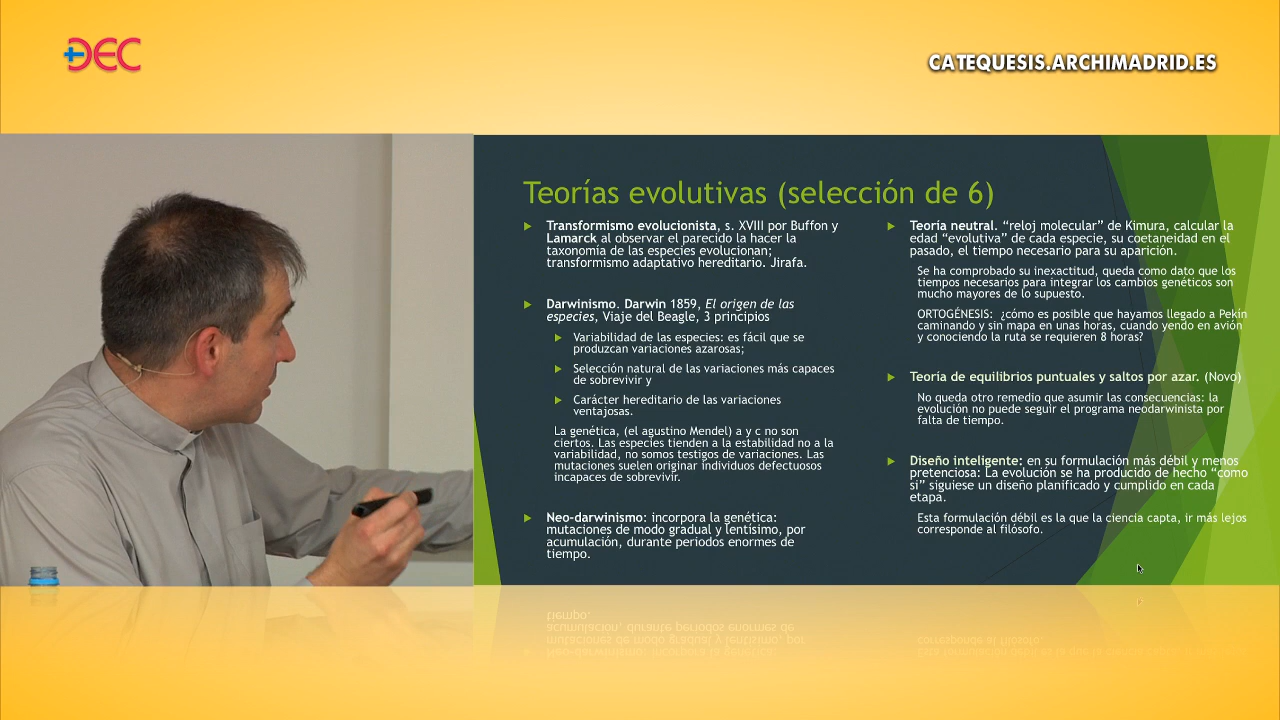 DEC
CATEQUESIS.ARCHIMADRID.ES
Teorías evolutivas (selección de 6)
Transformismo evolucionista, s. XVIII por Buffon y
Lamarck al observar el parecido la hacer la
taxonomía de las especies evolucionan;
transformismo adaptativo hereditario. Jirafa.
Darwinismo. Darwin 1859, El origen de las
especies, Viaje del Beagle, 3 principios
Variabilidad de las especies: es fácil que se
produzcan variaciones azarosas;
Selección natural de las variaciones más capaces
de sobrevivir y
Carácter hereditario de las variaciones
ventajosas.
La genética, (el agustino Mendel) a y c no son
ciertos. Las especies tienden a la estabilidad no a la
variabilidad, no somos testigos de variaciones. Las
mutaciones suelen originar individuos defectuosos
incapaces de sobrevivir.
Neo-darwinismo: incorpora la genética:
mutaciones de modo gradual y lentísimo, por
acumulación, durante periodos enormes de
tiempo.
Teoría neutral. “reloj molecular” de Kimura, calcular la
edad “evolutiva” de cada especie, su coetaneidad en el
pasado, el tiempo necesario para su aparición.
Se ha comprobado su inexactitud, queda como dato que los
tiempos necesarios para integrar los cambios genéticos son
mucho mayores de lo supuesto.
ORTOGÉNESIS: ¿cómo es posible que hayamos llegado a Pekín
caminando y sin mapa en unas horas, cuando yendo en avión
y conociendo la ruta se requieren 8 horas?
Teoría de equilibrios puntuales y saltos por azar. (Novo)
No queda otro remedio que asumir las consecuencias: la
evolución no puede seguir el programa neodarwinista por
falta de tiempo.
Diseño inteligente: en su formulación más débil y menos
pretenciosa: La evolución se ha producido de hecho “como
si” siguiese un diseño planificado y cumplido en cada
etapa.
Esta formulación débil es la que la ciencia capta, ir más lejos
corresponde al filósofo.